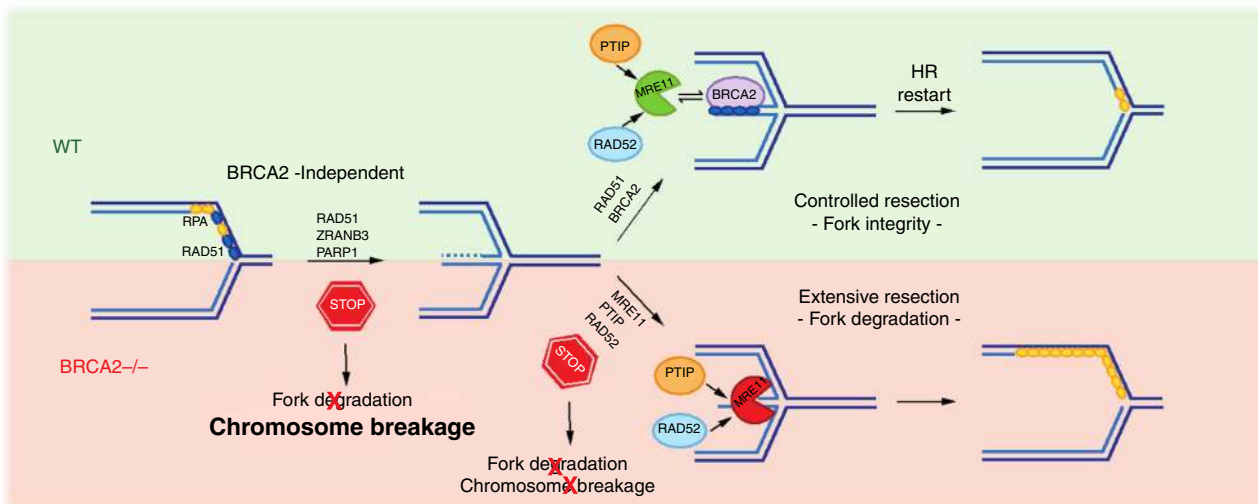 PTIP
MRE11
BRCA2
RAD52
HR
restart
WT
BRCA2 -Independent
RPA
RAD51
RAD51
ZRANB3
PARP1
RAD51
BRCA2
Controlled resection
- Fork integrity -
STOP
BRCA2–/–
Fork degradation
X
Chromosome breakage
MRE11
PTIP
RAD52
STOP
Fork degradation
X
Chromosome breakage
X
PTIP
MRE11
RAD52
Extensive resection
- Fork degradation -